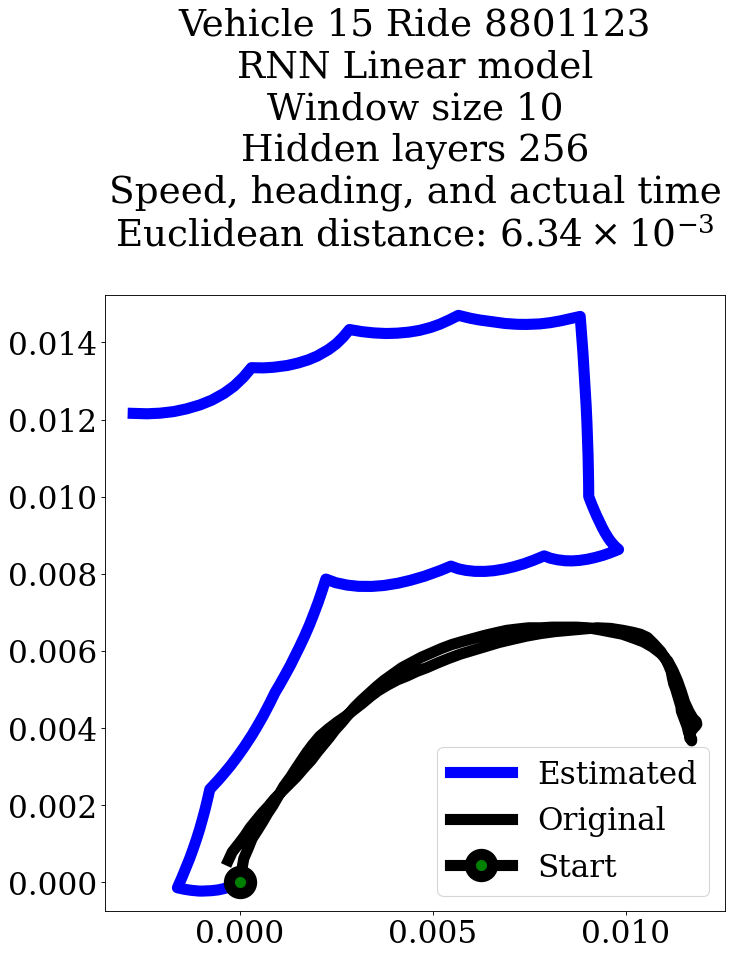 Vehicle 15 Ride 8801123
RNN Linear model
Window size 10
Hidden layers 256
Speed, heading, and actual time
Euclidean distance: 6.34 × 10⁻³
0.014
0.012
0.010
0.008
0.006
0.004
0.002
0.000
Estimated
Original
Start
0.000 0.005 0.010